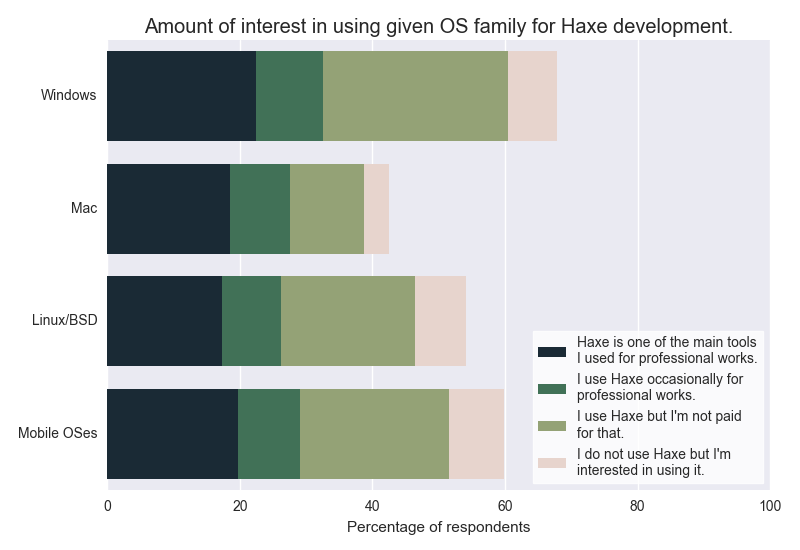 Amount of interest in using given OS family for Haxe development.
Windows
Mac
Linux/BSD
Mobile OSes
Haxe is one of the main tools
I used for professional works.
I use Haxe occasionally for
professional works.
I use Haxe but I'm not paid
for that.
I do not use Haxe but I'm
interested in using it.
0 20 40 60 80 100
Percentage of respondents